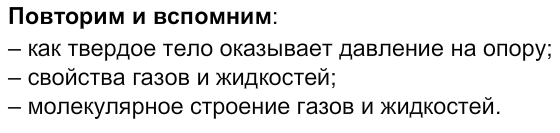 Повторим и вспомним:
– как твердое тело оказывает давление на опору;
– свойства газов и жидкостей;
– молекулярное строение газов и жидкостей.